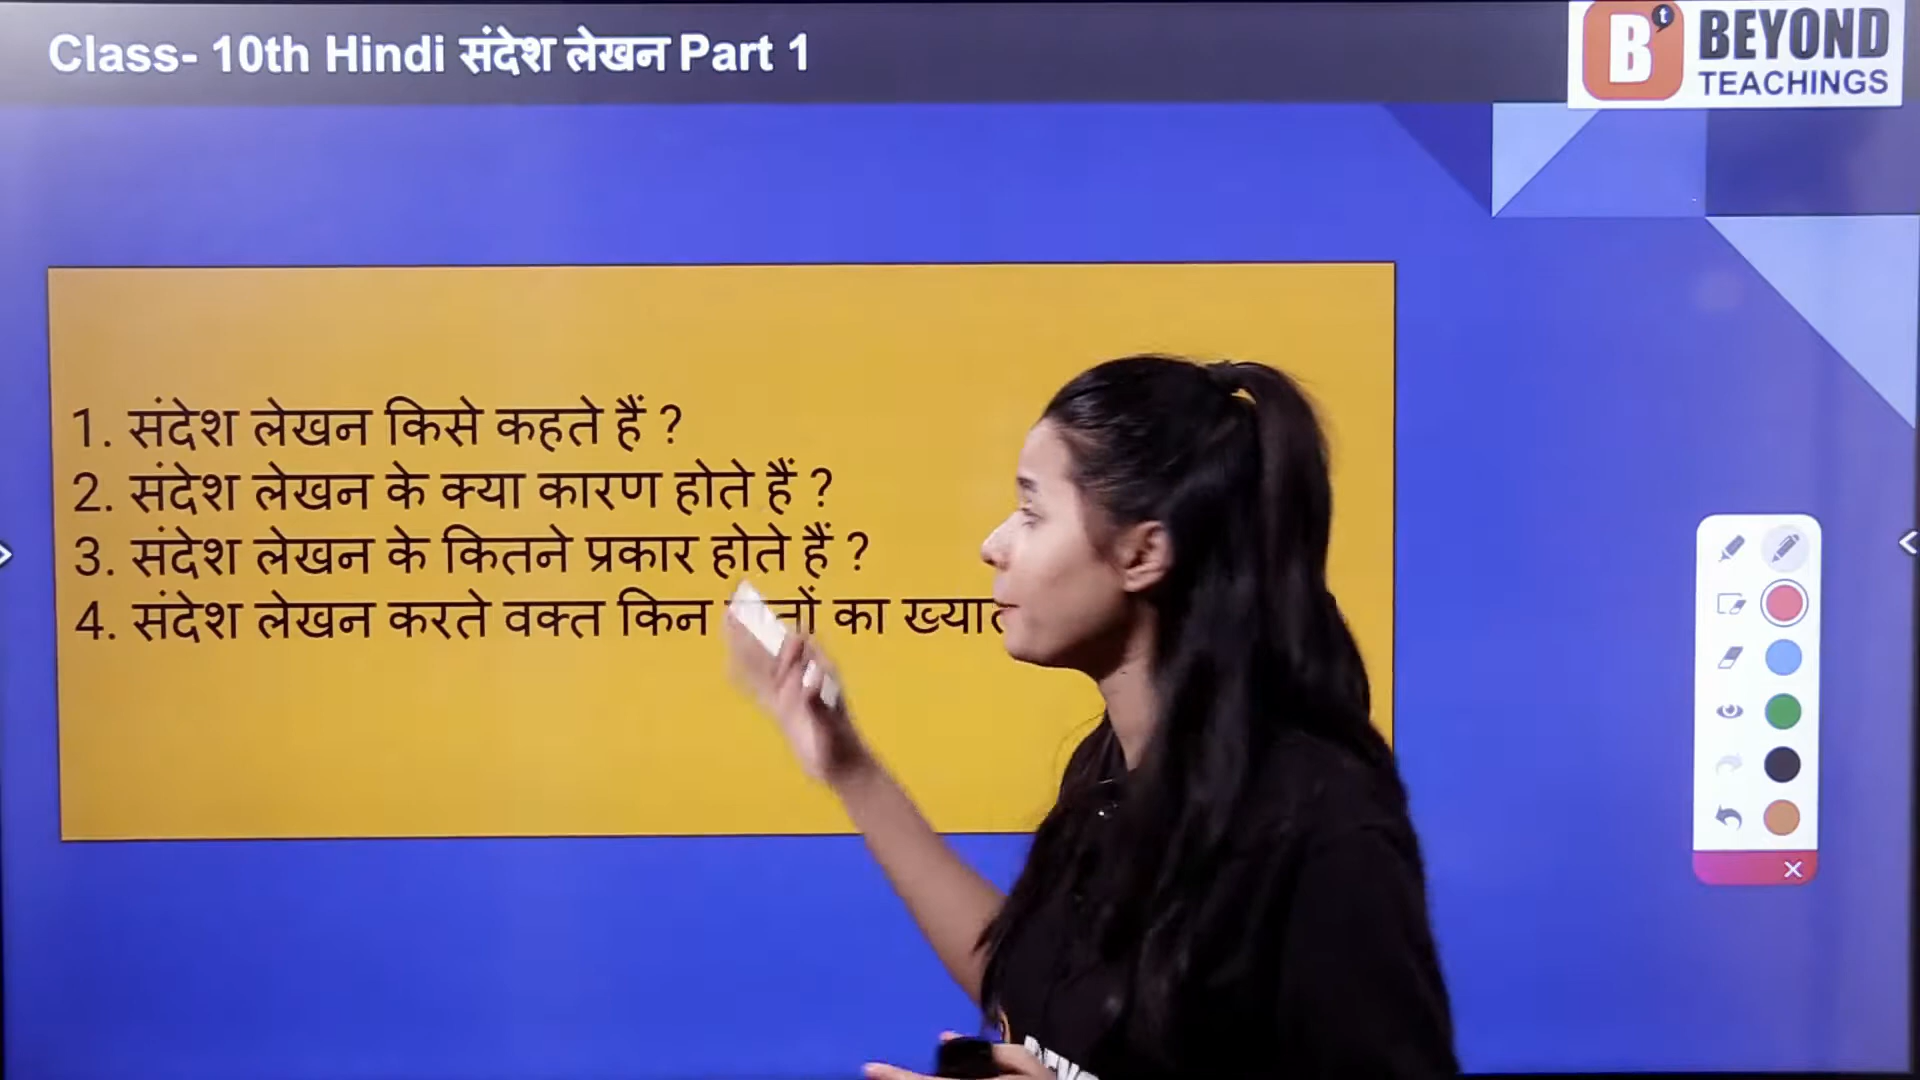 Class- 10th Hindi संदेश लेखन Part 1
B t BEYOND
TEACHINGS
1. संदेश लेखन किसे कहते हैं ?
2. संदेश लेखन के क्या कारण होते हैं ?
3. संदेश लेखन के कितने प्रकार होते हैं ?
4. संदेश लेखन करते वक्त किन का